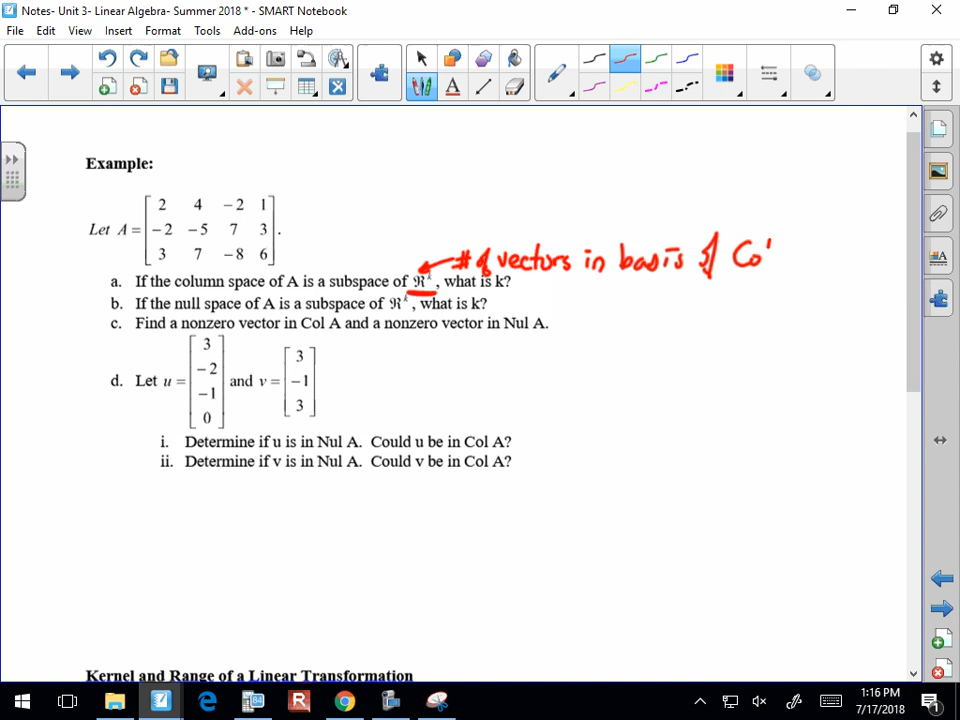 Notes- Unit 3- Linear Algebra- Summer 2018 * - SMART Notebook
File Edit View Insert Format Tools Add-ons Help
Example:
Let A = [ 2 4 -2 1
-2 -5 7 3
3 7 -8 6 ].
# of vectors in basis of Co
a. If the column space of A is a subspace of ℜ^k, what is k?
b. If the null space of A is a subspace of ℜ^k, what is k?
c. Find a nonzero vector in Col A and a nonzero vector in Nul A.
d. Let u = [ 3 -2 -1 0 ] and v = [ 3 -1 3 ]
i. Determine if u is in Nul A. Could u be in Col A?
ii. Determine if v is in Nul A. Could v be in Col A?
Kernel and Range of a Linear Transformation
1:16 PM
7/17/2018
1